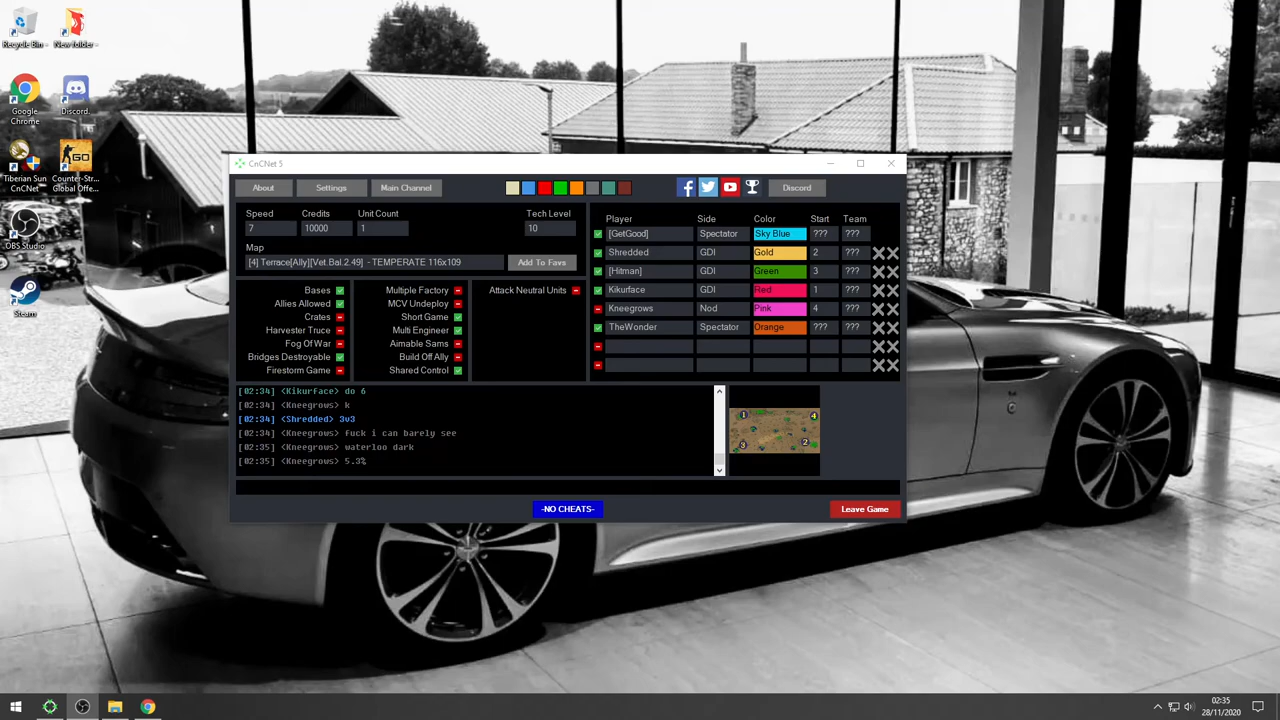 Recycle Bin
New folder
Google
Chrome
Discord.
Tiberian Sun
CnCNet
Counter-St...
Global Offe...
OBS Studio
Steam
CnCNet 5
About
Settings
Main Channel
Discord
Speed
Credits
Unit Count
Tech Level
7
10000
1
10
Map
[4] Terrace[Ally][Vet.Bal.2.49] - TEMPERATE 116x109
Add To Favs
Bases
Multiple Factory
Attack Neutral Units
Allies Allowed
MCV Undeploy
Crates
Short Game
Harvester Truce
Multi Engineer
Fog Of War
Aimable Sams
Bridges Destroyable
Build Off Ally
Firestorm Game
Shared Control
Player Side Color Start Team
[GetGood] Spectator Sky Blue ??? ???
Shredded GDI Gold 2 ???
[Hitman] GDI Green 3 ???
Kikurface GDI Red 1 ???
Kneegrows Nod Pink 4 ???
TheWonder Spectator Orange ??? ???
[02:34] <Kikurface> do 6
[02:34] <Kneegrows> k
[02:34] <Shredded> 3v3
[02:34] <Kneegrows> Fuck i can barely see
[02:35] <Kneegrows> waterloo dark
[02:35] <Kneegrows> 5.3%
1
4
3
2
-NO CHEATS-
Leave Game
02:35
28/11/2020